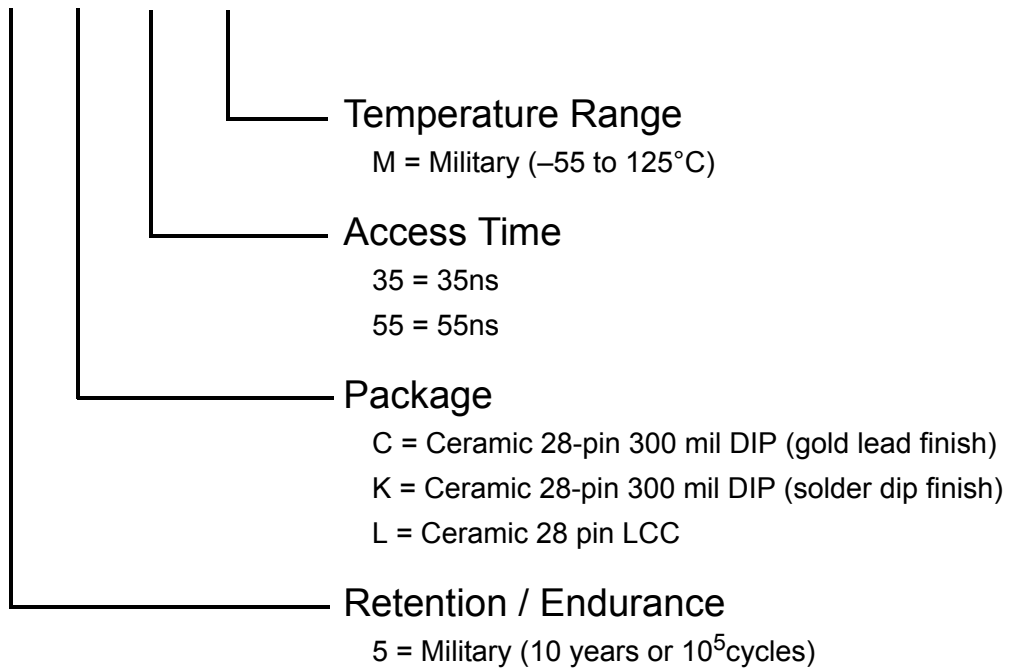 Temperature Range
M = Military (–55 to 125°C)
Access Time
35 = 35ns
55 = 55ns
Package
C = Ceramic 28-pin 300 mil DIP (gold lead finish)
K = Ceramic 28-pin 300 mil DIP (solder dip finish)
L = Ceramic 28 pin LCC
Retention / Endurance
5 = Military (10 years or 10⁵cycles)